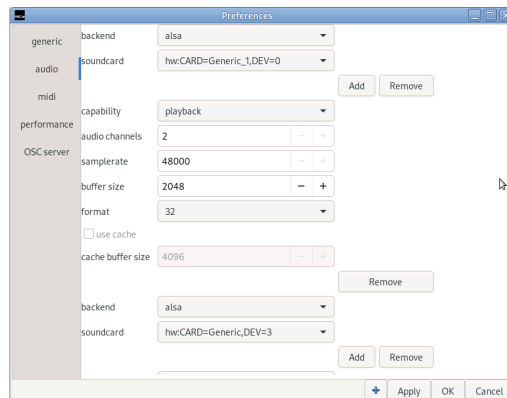 Preferences
generic
audio
midi
performance
OSC server
backend alsa
soundcard hw:CARD=Generic_1,DEV=0
Add Remove
capability playback
audio channels 2
samplerate 48000
buffer size 2048
format 32
use cache
cache buffer size 4096
Remove
backend alsa
soundcard hw:CARD=Generic,DEV=3
Add Remove
Apply OK Cancel